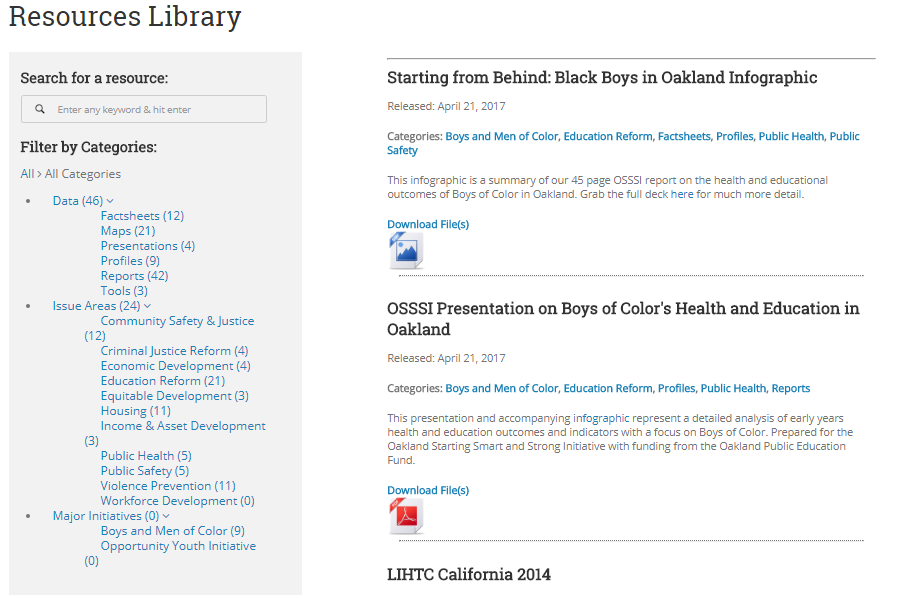 Resources Library
Search for a resource:
Enter any keyword & hit enter
Filter by Categories:
All › All Categories
Data (46)
Factsheets (12)
Maps (21)
Presentations (4)
Profiles (9)
Reports (42)
Tools (3)
Issue Areas (24)
Community Safety & Justice
(12)
Criminal Justice Reform (4)
Economic Development (4)
Education Reform (21)
Equitable Development (3)
Housing (11)
Income & Asset Development
(3)
Public Health (5)
Public Safety (5)
Violence Prevention (11)
Workforce Development (0)
Major Initiatives (0)
Boys and Men of Color (9)
Opportunity Youth Initiative
(0)
Starting from Behind: Black Boys in Oakland Infographic
Released: April 21, 2017
Categories: Boys and Men of Color, Education Reform, Factsheets, Profiles, Public Health, Public
Safety
This infographic is a summary of our 45 page OSSSI report on the health and educational
outcomes of Boys of Color in Oakland. Grab the full deck here for much more detail.
Download File(s)
OSSSI Presentation on Boys of Color's Health and Education in
Oakland
Released: April 21, 2017
Categories: Boys and Men of Color, Education Reform, Profiles, Public Health, Reports
This presentation and accompanying infographic represent a detailed analysis of early years
health and education outcomes and indicators with a focus on Boys of Color. Prepared for the
Oakland Starting Smart and Strong Initiative with funding from the Oakland Public Education
Fund.
Download File(s)
LIHTC California 2014